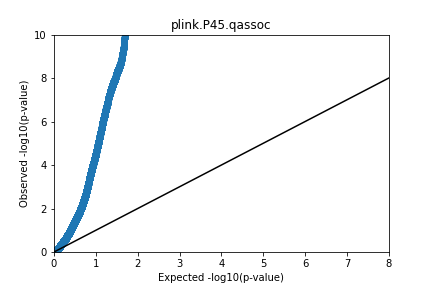 plink.P45.qassoc
10
8
6
4
2
0
Observed -log10(p-value)
0 1 2 3 4 5 6 7 8
Expected -log10(p-value)